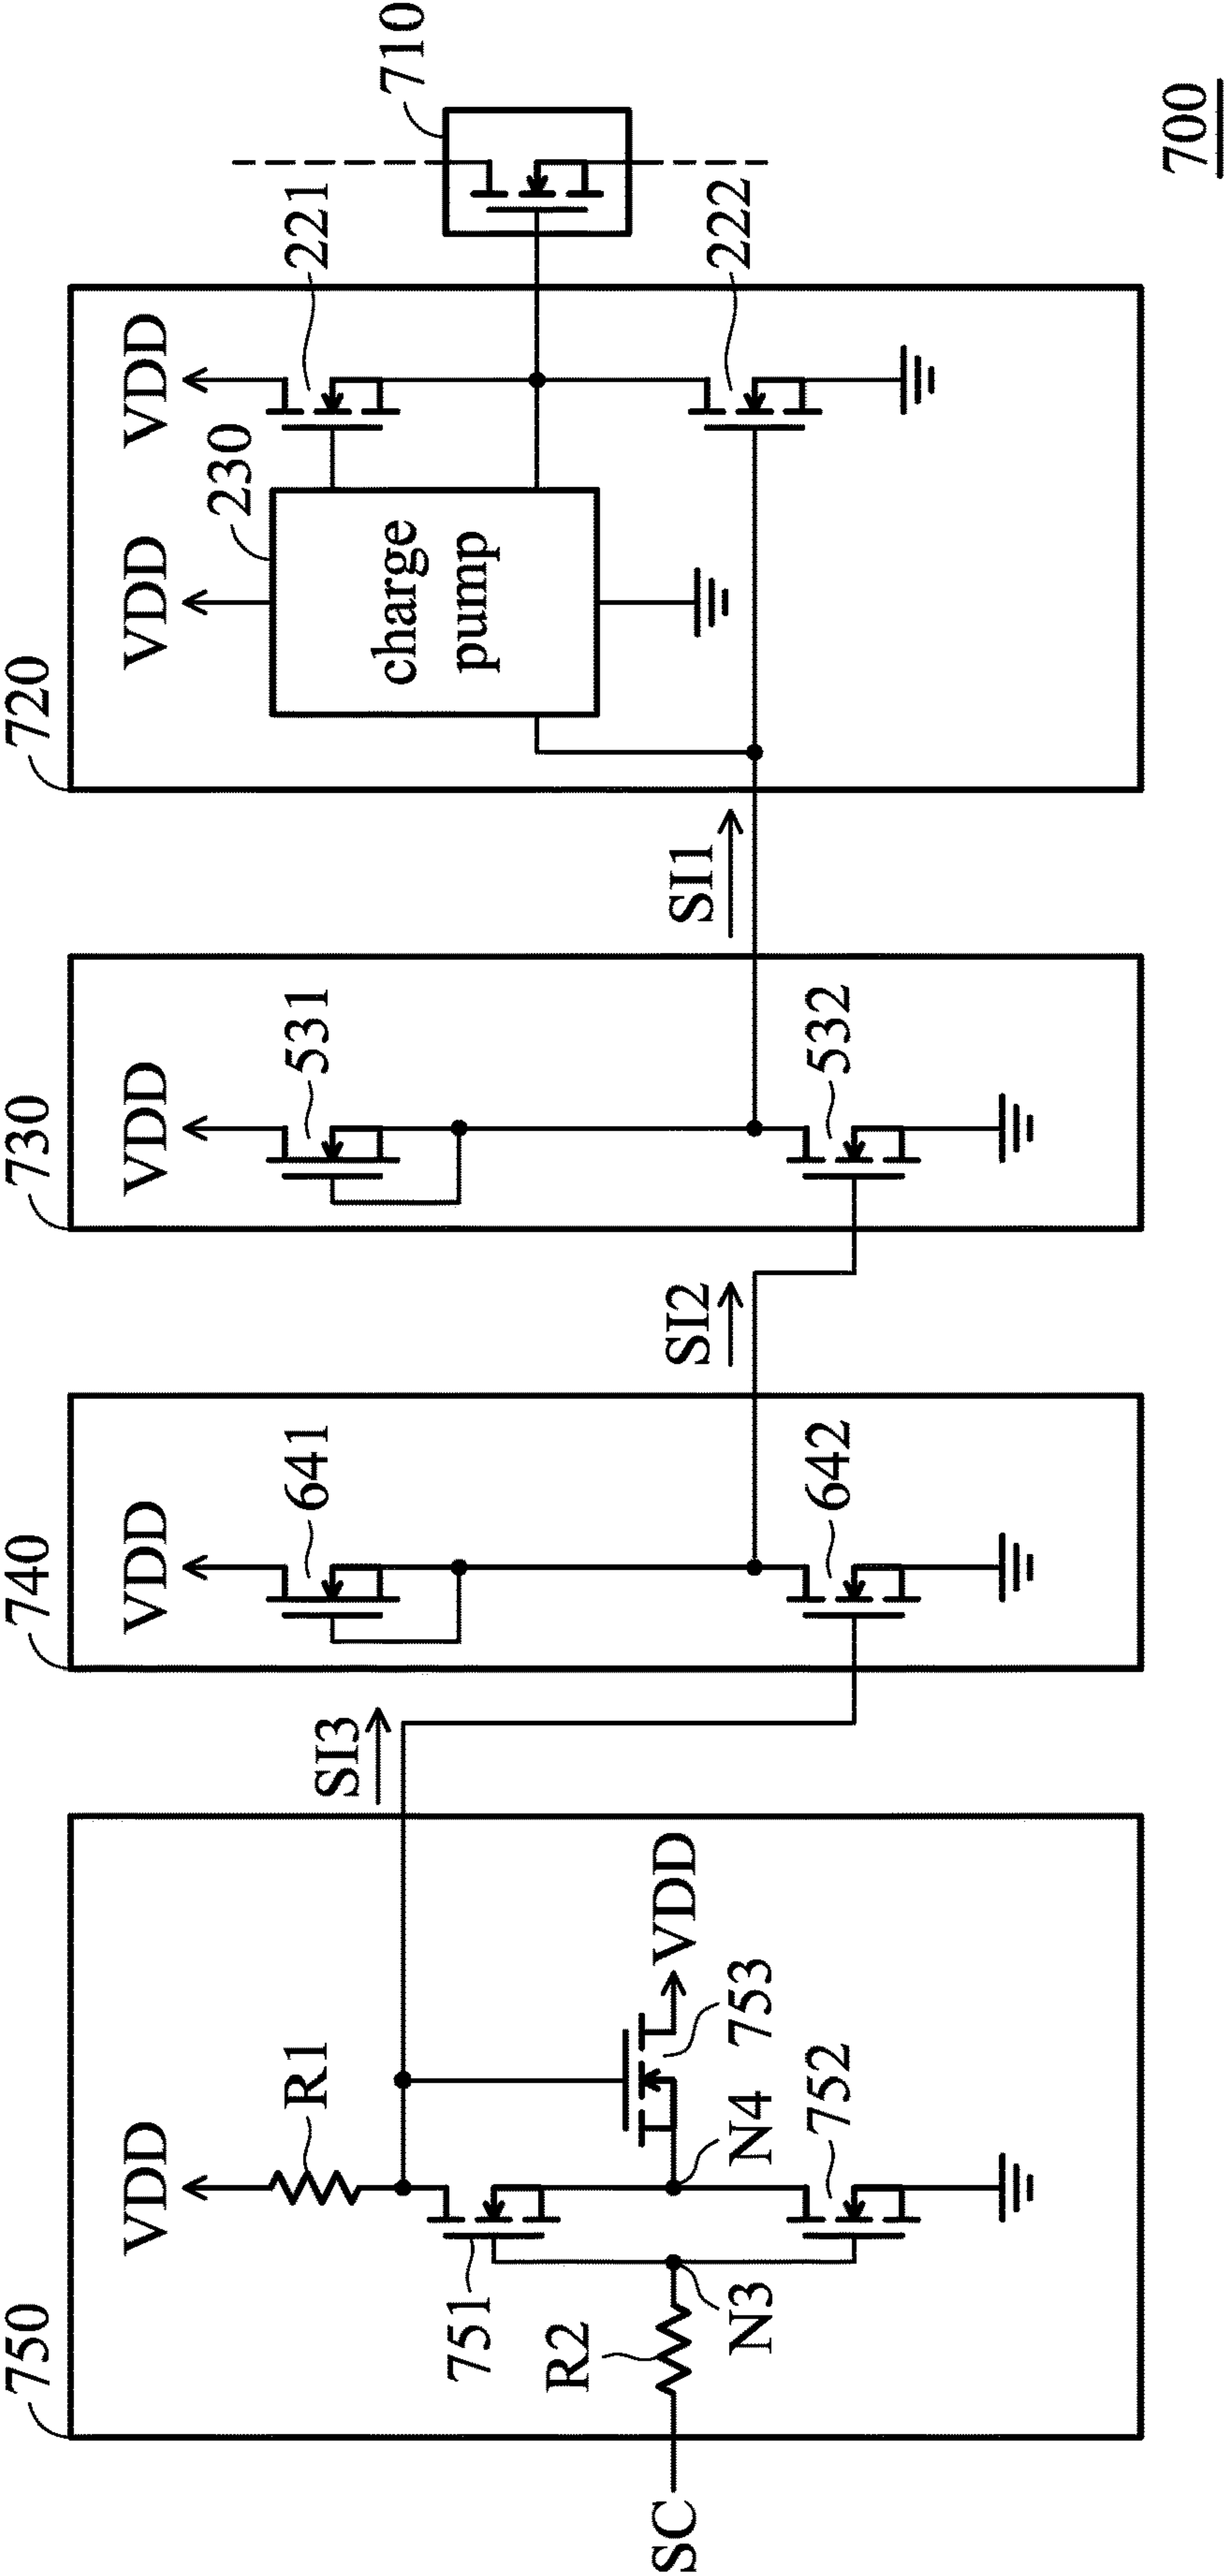 750
VDD
R1
SI3
751
R2
N3
N4
752
753
VDD
SC
740
VDD
641
642
SI2
730
VDD
531
532
SI1
720
VDD
VDD
230
221
charge
pump
222
710
700